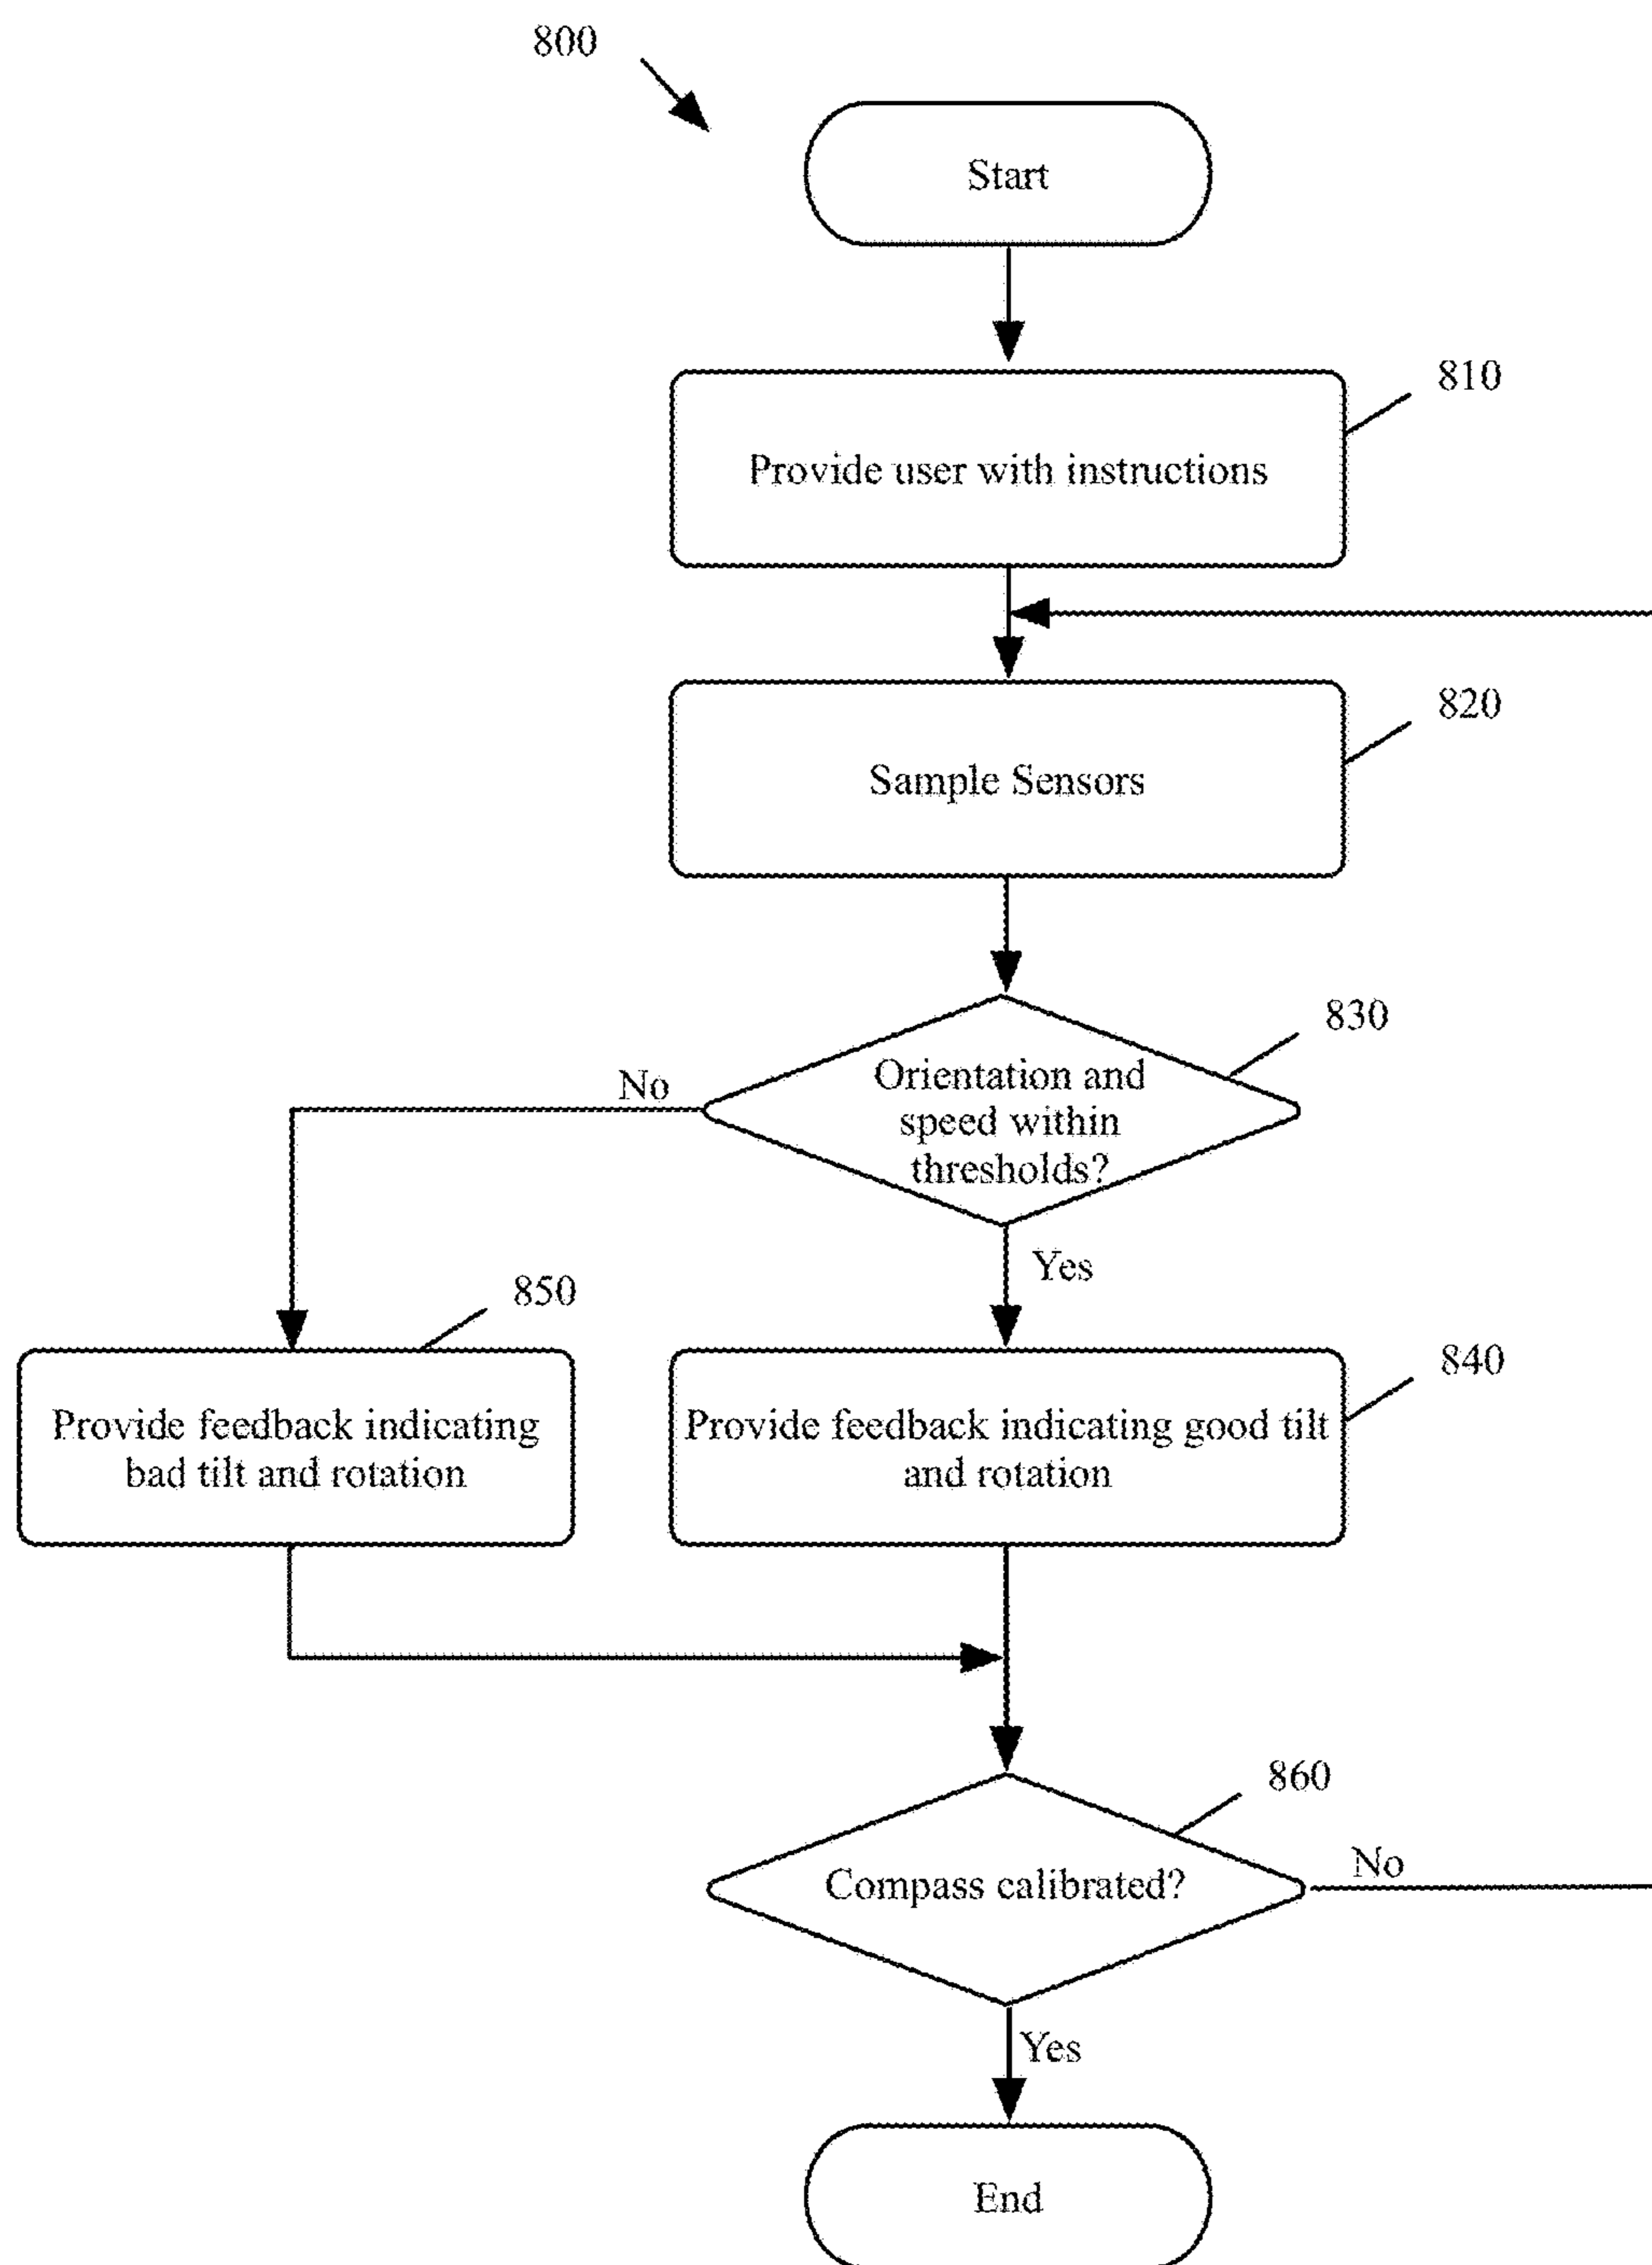 800
Start
810
Provide user with instructions
820
Sample Sensors
830
No
Orientation and
speed within
thresholds?
Yes
850
840
Provide feedback indicating
bad tilt and rotation
Provide feedback indicating good tilt
and rotation
860
Compass calibrated?
No
Yes
End